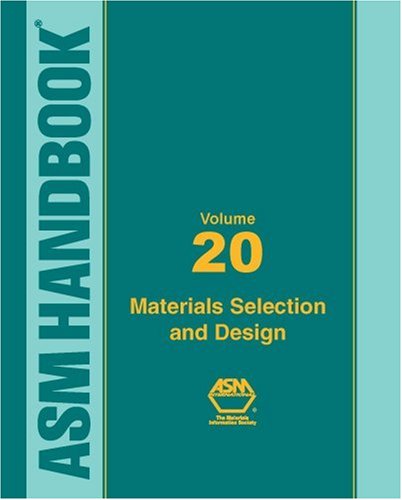 ASM HANDBOOK®
Volume
20
Materials Selection
and Design
ASM
INTERNATIONAL
®
The Materials
Information Society